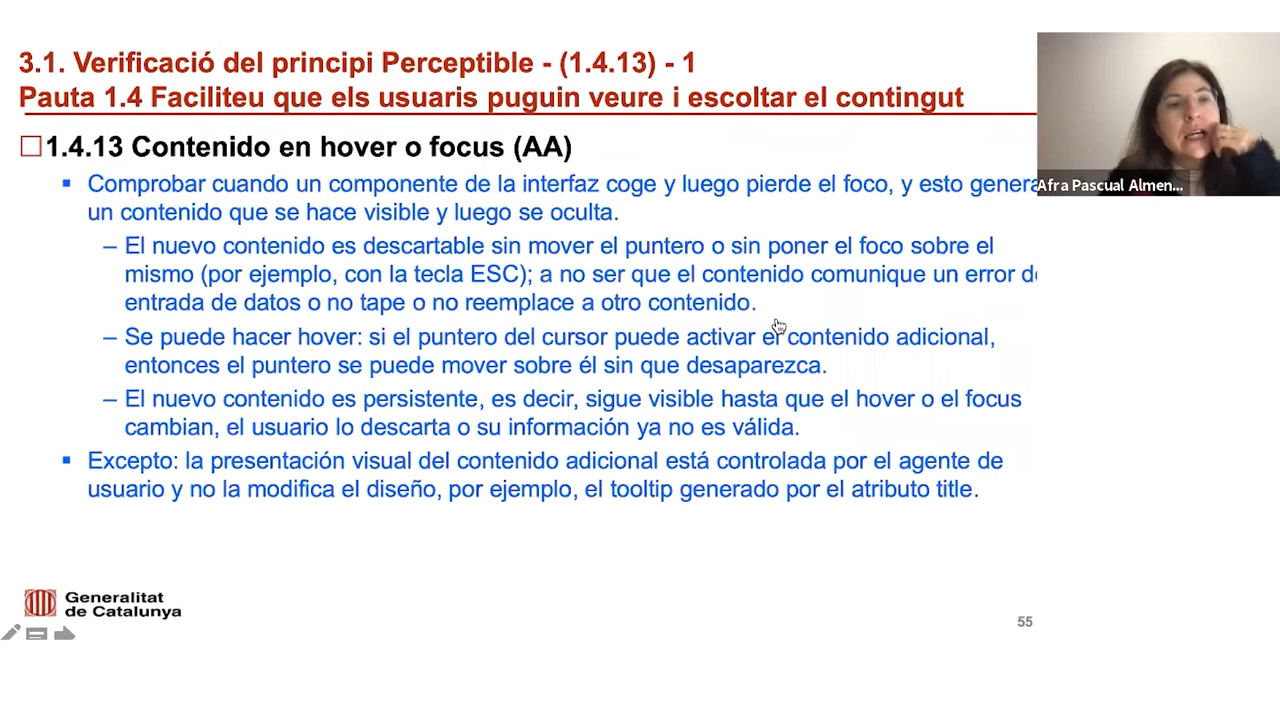 3.1. Verificació del principi Perceptible - (1.4.13) - 1
Pauta 1.4 Faciliteu que els usuaris puguin veure i escoltar el contingut
1.4.13 Contenido en hover o focus (AA)
Comprobar cuando un componente de la interfaz coge y luego pierde el foco, y esto genera
un contenido que se hace visible y luego se oculta.
– El nuevo contenido es descartable sin mover el puntero o sin poner el foco sobre el
mismo (por ejemplo, con la tecla ESC); a no ser que el contenido comunique un error de
entrada de datos o no tape o no reemplace a otro contenido.
– Se puede hacer hover: si el puntero del cursor puede activar el contenido adicional,
entonces el puntero se puede mover sobre él sin que desaparezca.
– El nuevo contenido es persistente, es decir, sigue visible hasta que el hover o el focus
cambian, el usuario lo descarta o su información ya no es válida.
Excepto: la presentación visual del contenido adicional está controlada por el agente de
usuario y no la modifica el diseño, por ejemplo, el tooltip generado por el atributo title.
Afra Pascual Almen...
Generalitat
de Catalunya
55